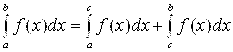 ∫_a^b f(x)dx = ∫_a^c f(x)dx + ∫_c^b f(x)dx